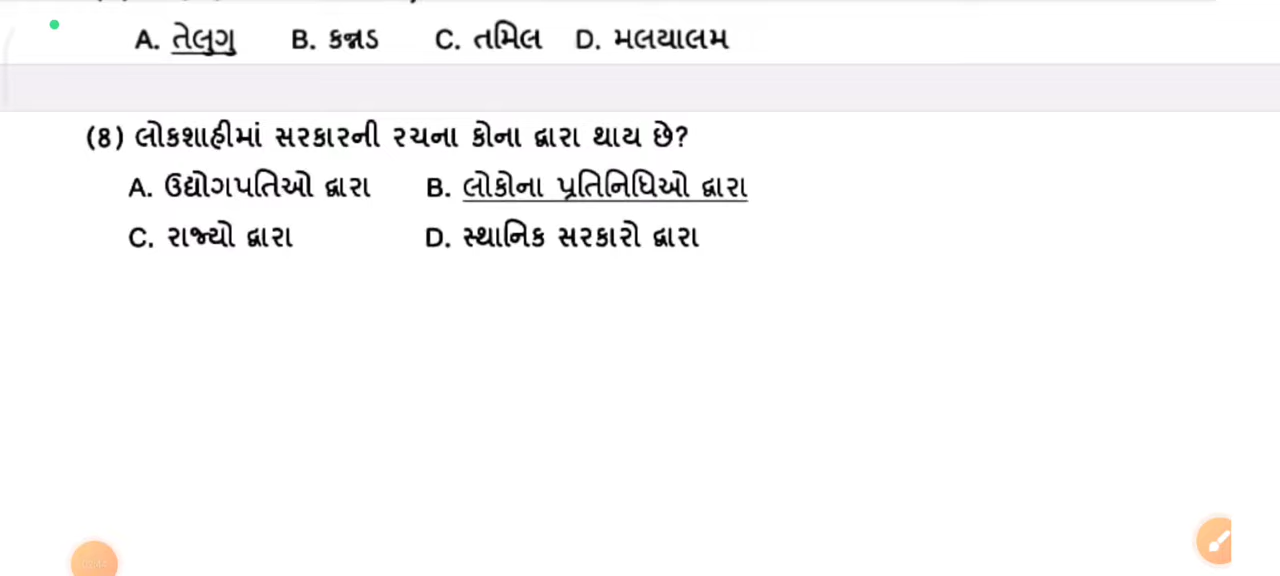 A. તેલુગુ B. કન્નડ C. તમિલ D. મલયાલમ
(8) લોકશાહીમાં સરકારની રચના કોના દ્વારા થાય છે?
A. ઉદ્યોગપતિઓ દ્વારા B. લોકોના પ્રતિનિધિઓ દ્વારા
C. રાજ્યો દ્વારા D. સ્થાનિક સરકારો દ્વારા